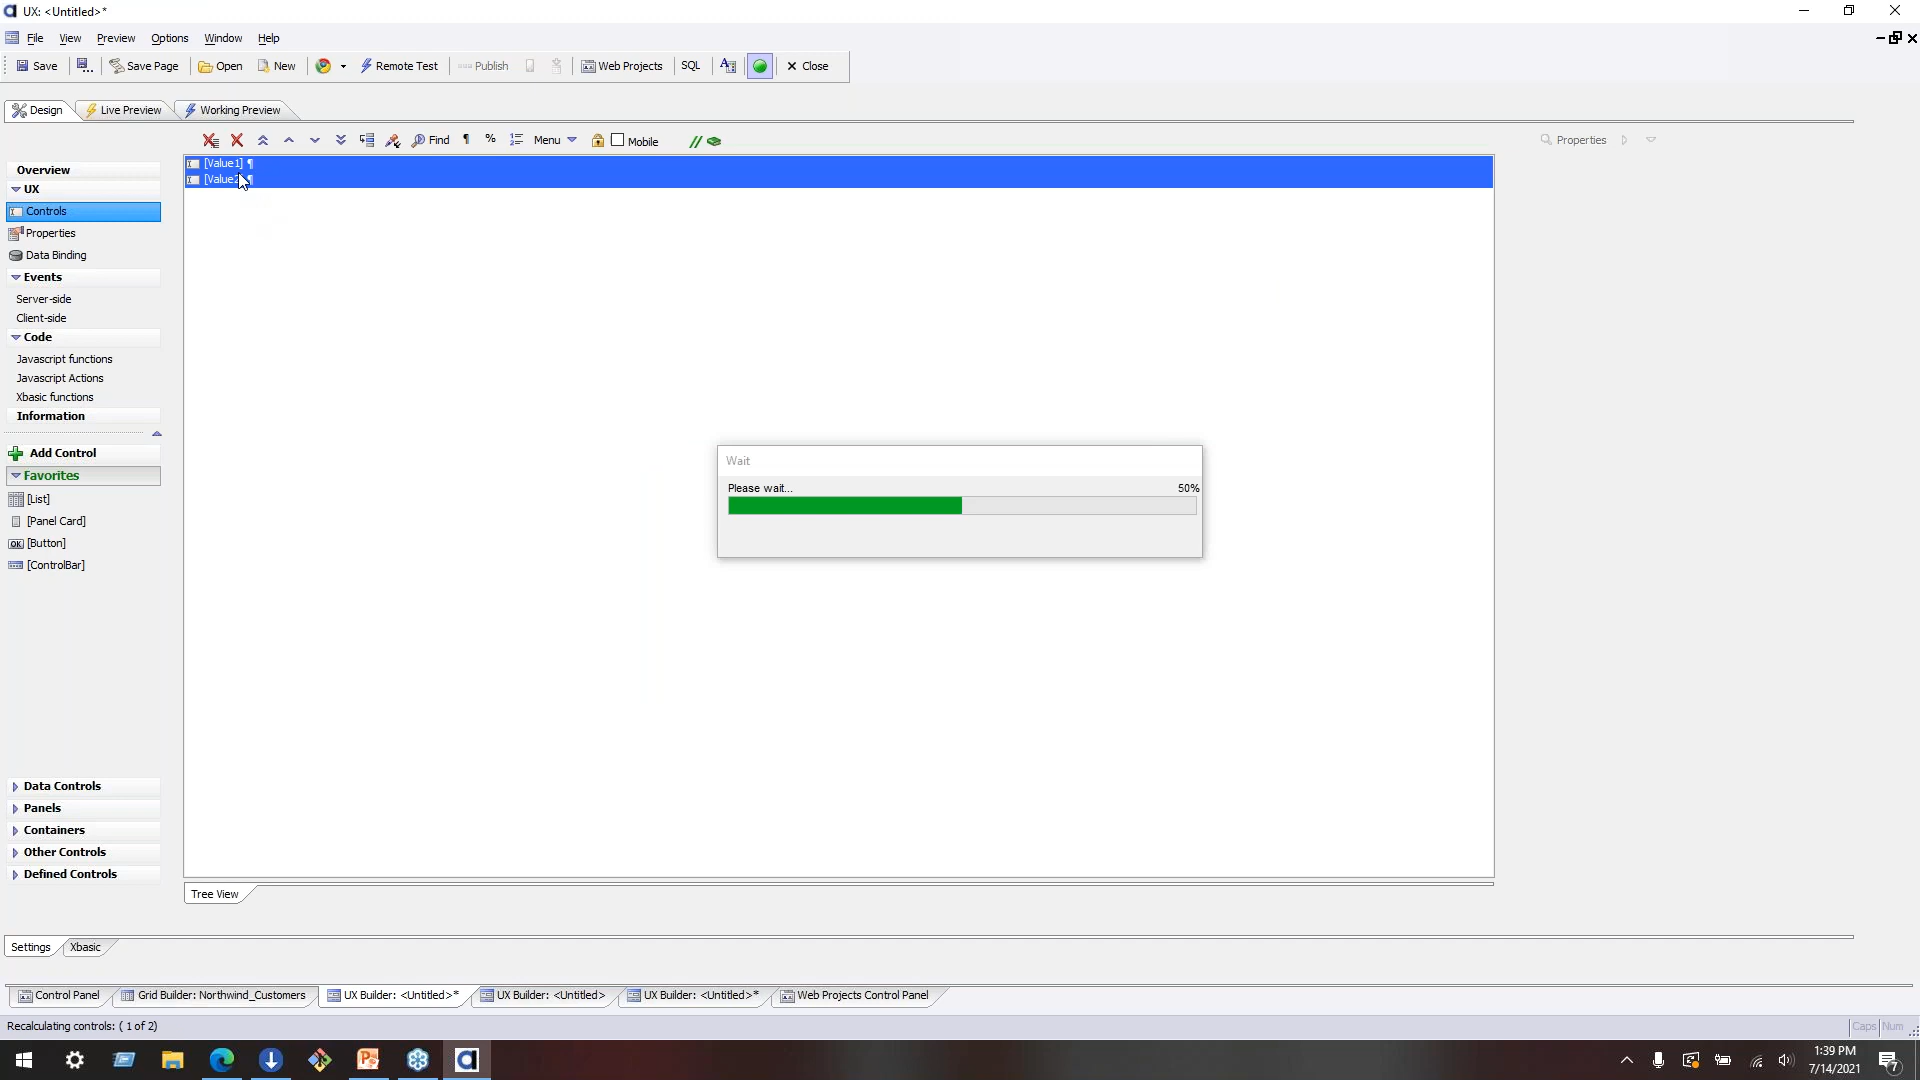 UX: <Untitled>*
File View Preview Options Window Help
Save Save Page Open New Remote Test Publish Web Projects SQL Close
Design Live Preview Working Preview
Find ¶ % Menu Mobile // Properties
Overview
UX
Controls
Properties
Data Binding
Events
Server-side
Client-side
Code
Javascript functions
Javascript Actions
Xbasic functions
Information
Add Control
Favorites
[List]
[Panel Card]
[Button]
[ControlBar]
Data Controls
Panels
Containers
Other Controls
Defined Controls
[Value1] ¶
[Value2 ¶
Wait
Please wait... 50%
Tree View
Settings Xbasic
Control Panel Grid Builder: Northwind_Customers UX Builder: <Untitled>* UX Builder: <Untitled> UX Builder: <Untitled>* Web Projects Control Panel
Recalculating controls: ( 1 of 2) Caps Num
1:39 PM
7/14/2021
7